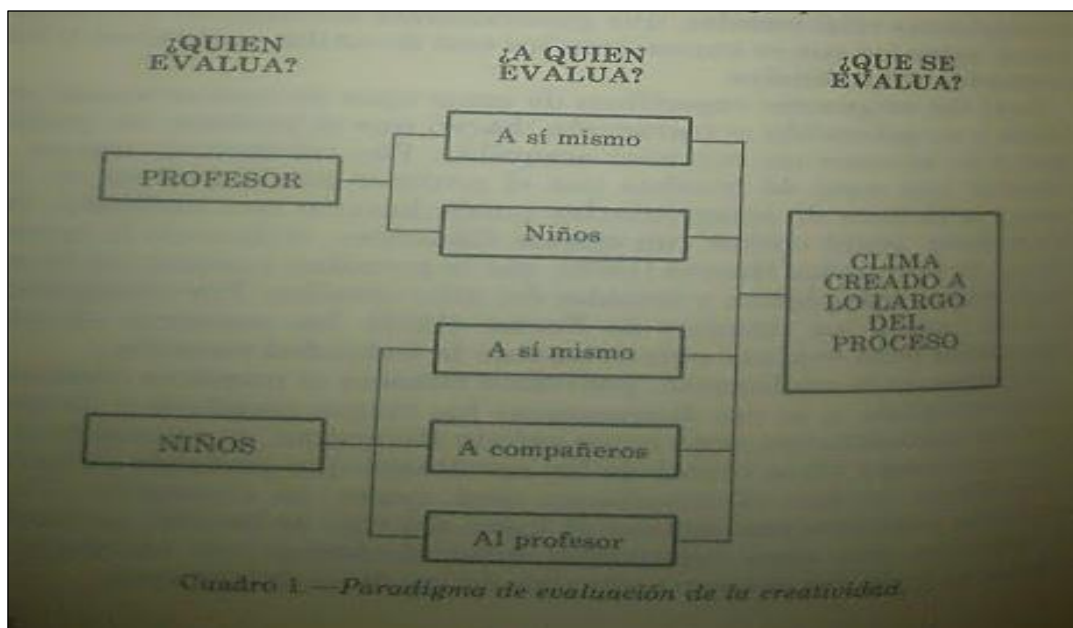 ¿QUIEN
EVALUA?
¿A QUIEN
EVALUA?
¿QUE SE
EVALUA?
PROFESOR
A sí mismo
Niños
CLIMA
CREADO A
LO LARGO
DEL
PROCESO
NIÑOS
A sí mismo
A compañeros
Al profesor
Cuadro 1.—Paradigma de evaluación de la creatividad.